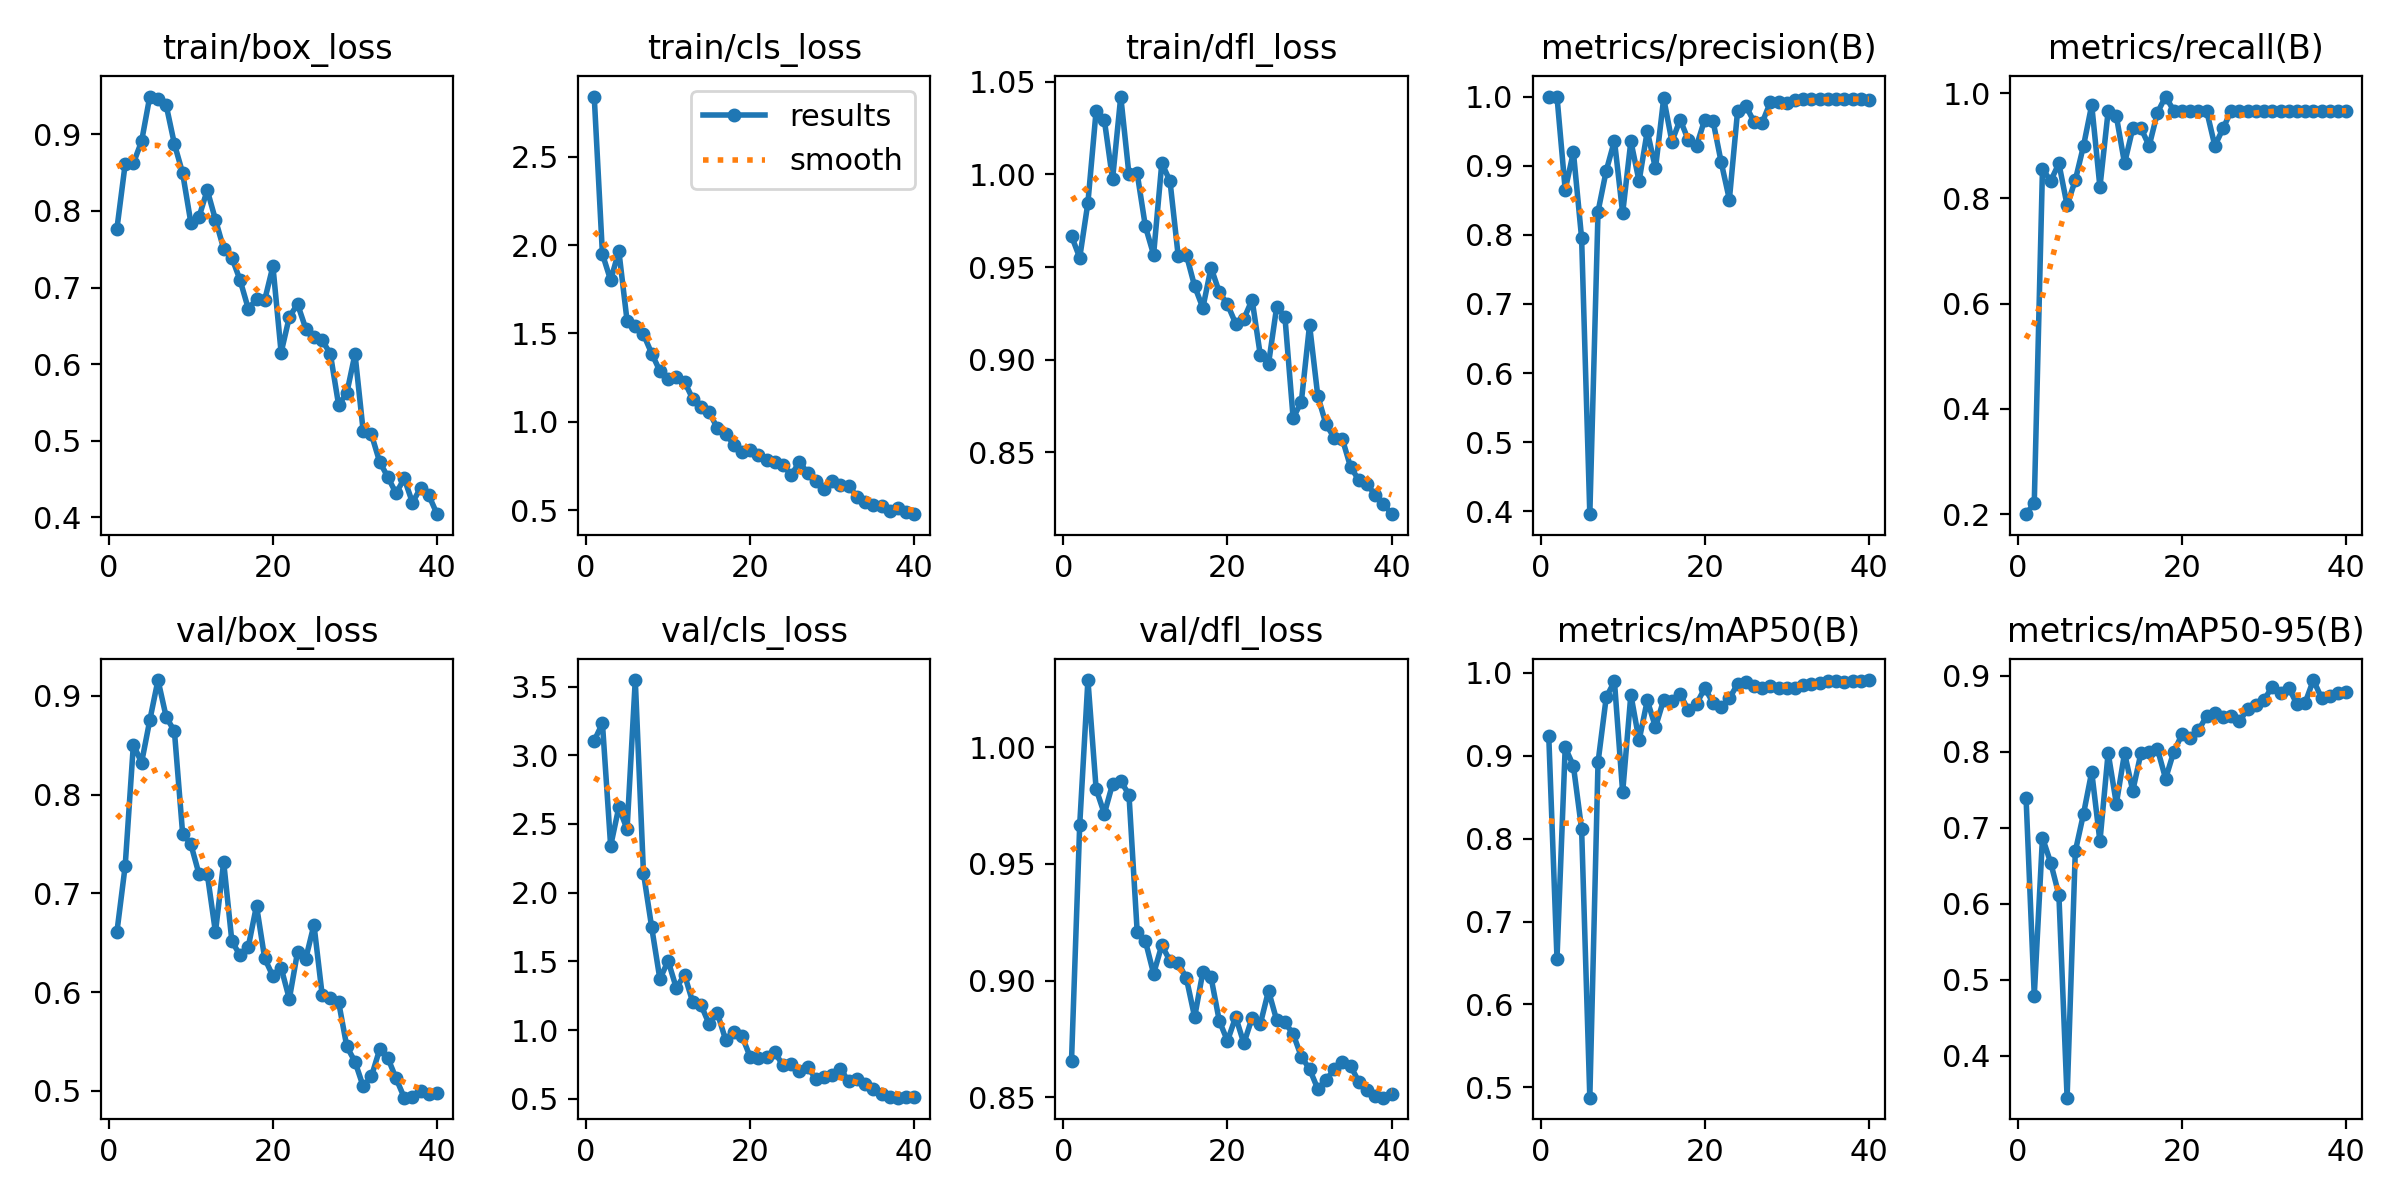 train/box_loss
train/cls_loss
train/dfl_loss
metrics/precision(B)
metrics/recall(B)
0.9
0.8
0.7
0.6
0.5
0.4
0 20 40
2.5
2.0
1.5
1.0
0.5
0 20 40
results
smooth
1.05
1.00
0.95
0.90
0.85
0 20 40
1.0
0.9
0.8
0.7
0.6
0.5
0.4
0 20 40
1.0
0.8
0.6
0.4
0.2
0 20 40
val/box_loss
val/cls_loss
val/dfl_loss
metrics/mAP50(B)
metrics/mAP50-95(B)
0.9
0.8
0.7
0.6
0.5
0 20 40
3.5
3.0
2.5
2.0
1.5
1.0
0.5
0 20 40
1.00
0.95
0.90
0.85
0 20 40
1.0
0.9
0.8
0.7
0.6
0.5
0 20 40
0.9
0.8
0.7
0.6
0.5
0.4
0 20 40